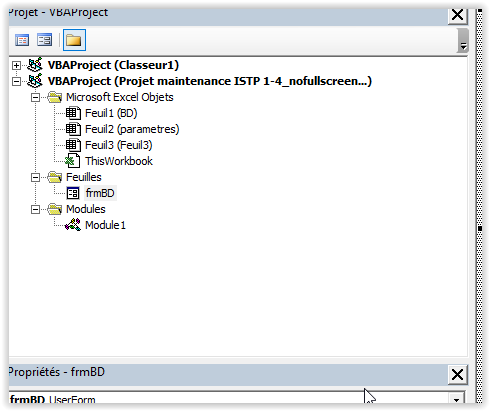 Projet - VBAProject
VBAProject (Classeur1)
VBAProject (Projet maintenance ISTP 1-4_nofullscreen...)
Microsoft Excel Objets
Feuil1 (BD)
Feuil2 (parametres)
Feuil3 (Feuil3)
ThisWorkbook
Feuilles
frmBD
Modules
Module1
Propriétés - frmBD
frmBD UserForm